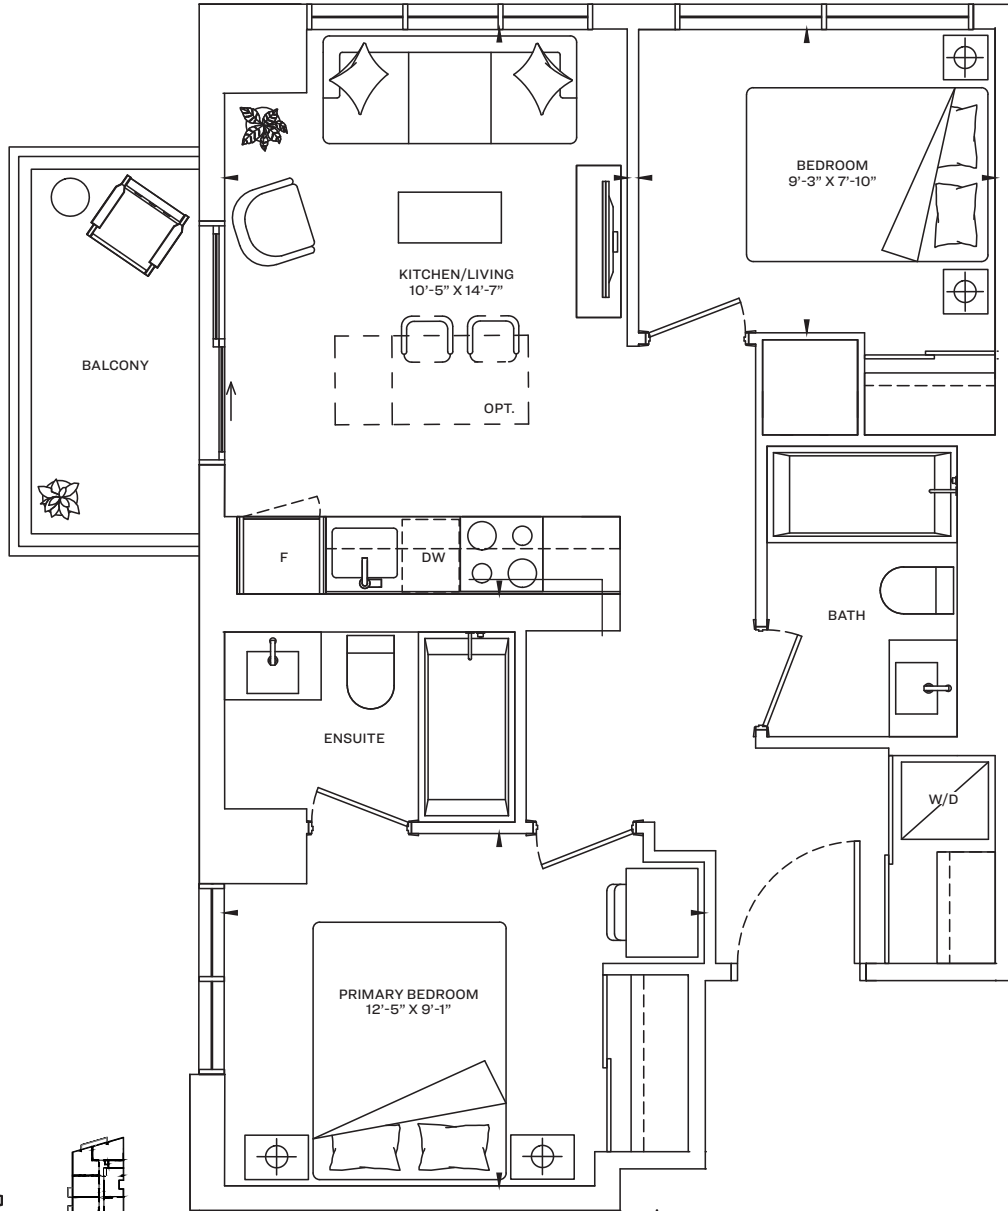 BEDROOM
9'-3" X 7'-10"
KITCHEN/LIVING
10'-5" X 14'-7"
BALCONY
OPT.
F
DW
BATH
ENSUITE
W/D
PRIMARY BEDROOM
12'-5" X 9'-1"